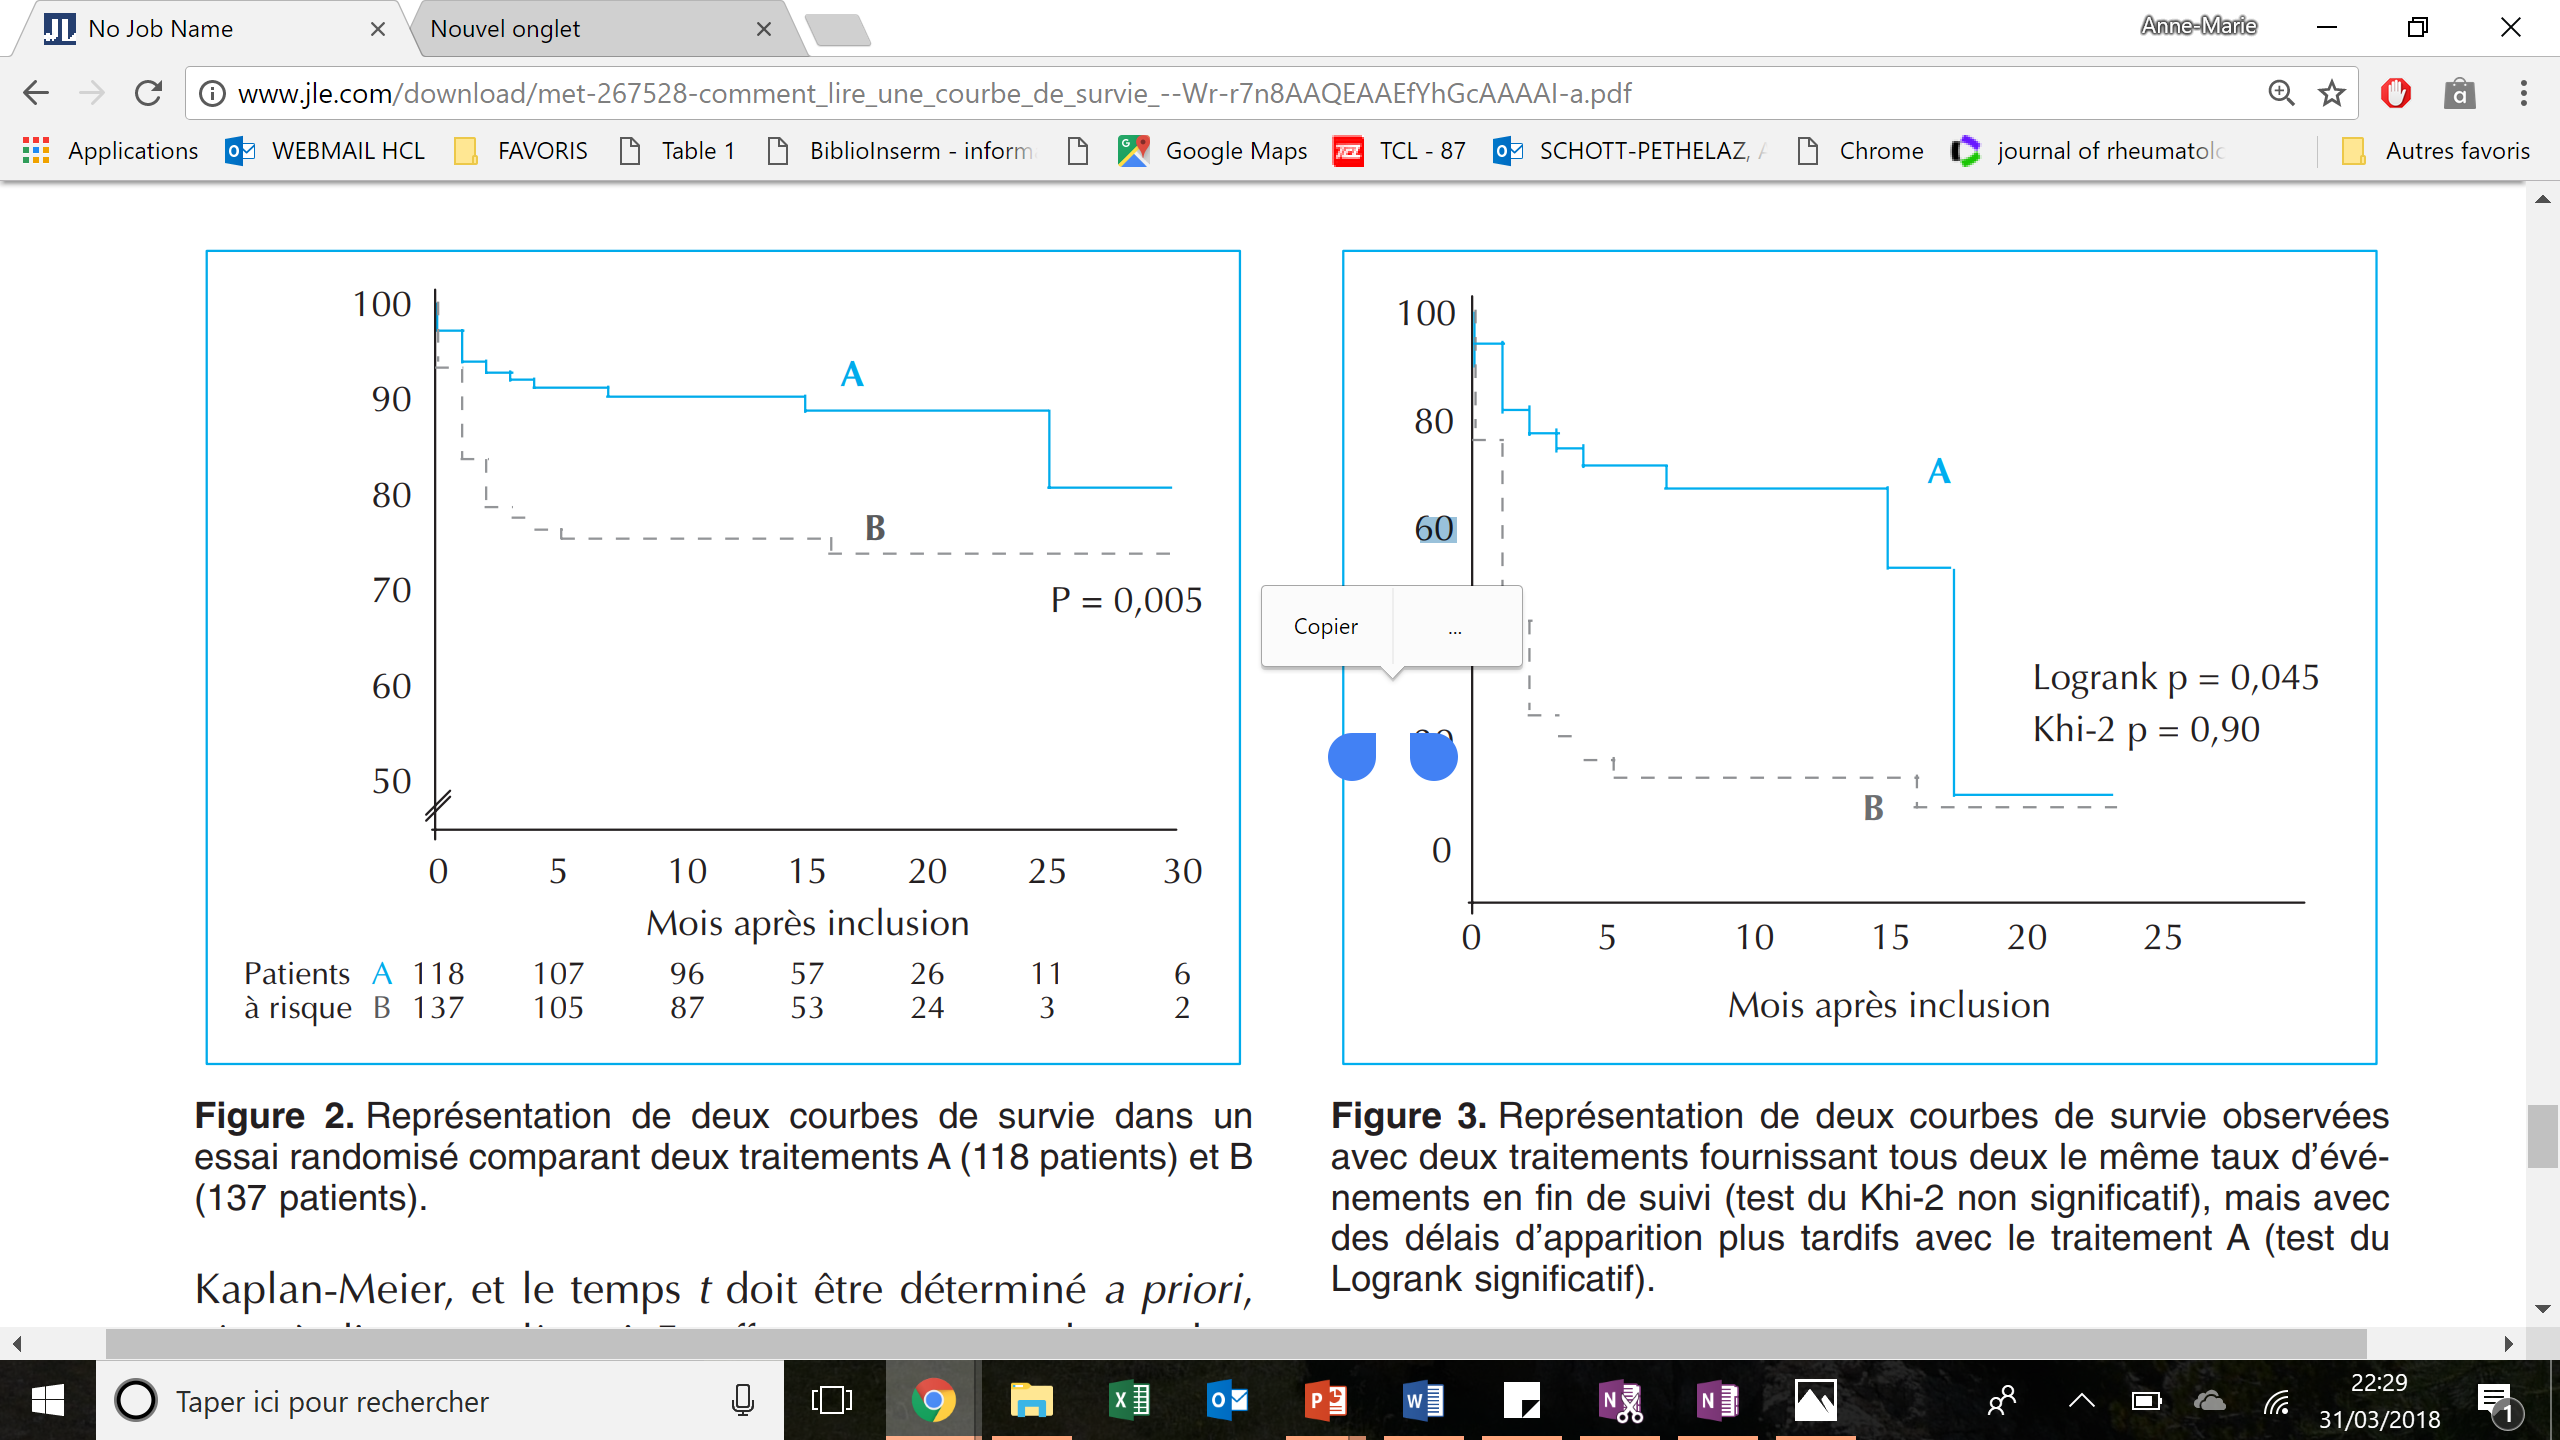 No Job Name
Nouvel onglet
Anne-Marie
www.jle.com/download/met-267528-comment_lire_une_courbe_de_survie_--Wr-r7n8AAQEAAEfYhGcAAAAI-a.pdf
Applications
WEBMAIL HCL
FAVORIS
Table 1
BiblioInserm - inform
Google Maps
TCL - 87
SCHOTT-PETHELAZ,
Chrome
journal of rheumatol
Autres favoris
100
90
80
70
60
50
A
B
P = 0,005
0 5 10 15 20 25 30
Mois après inclusion
Patients A 118 107 96 57 26 11 6
à risque B 137 105 87 53 24 3 2
Figure 2. Représentation de deux courbes de survie dans un
essai randomisé comparant deux traitements A (118 patients) et B
(137 patients).
Kaplan-Meier, et le temps t doit être déterminé a priori,
100
80
60
0
Copier
...
A
B
Logrank p = 0,045
Khi-2 p = 0,90
0 5 10 15 20 25
Mois après inclusion
Figure 3. Représentation de deux courbes de survie observées
avec deux traitements fournissant tous deux le même taux d'évé-
nements en fin de suivi (test du Khi-2 non significatif), mais avec
des délais d'apparition plus tardifs avec le traitement A (test du
Logrank significatif).
Taper ici pour rechercher
22:29
31/03/2018
1